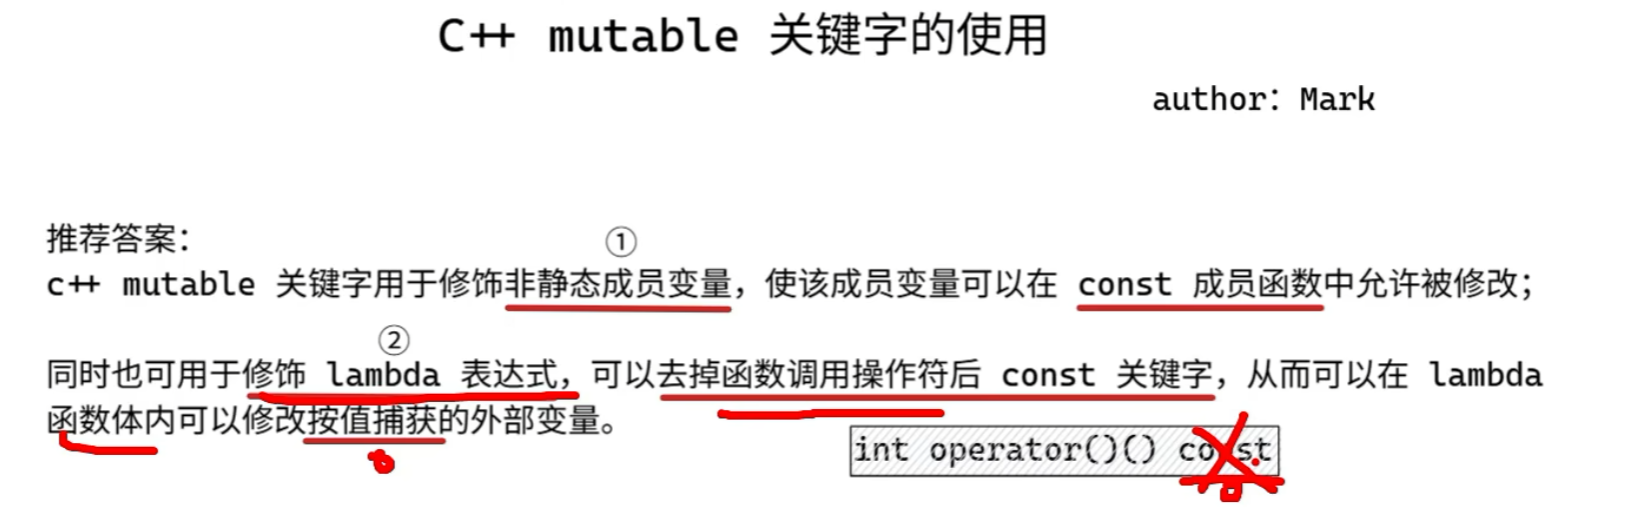 C++ mutable 关键字的使用
author: Mark
推荐答案：
①
c++ mutable 关键字用于修饰非静态成员变量，使该成员变量可以在 const 成员函数中允许被修改；
②
同时也可用于修饰 lambda 表达式，可以去掉函数调用操作符后 const 关键字，从而可以在 lambda
函数体内可以修改按值捕获的外部变量。
int operator()() const